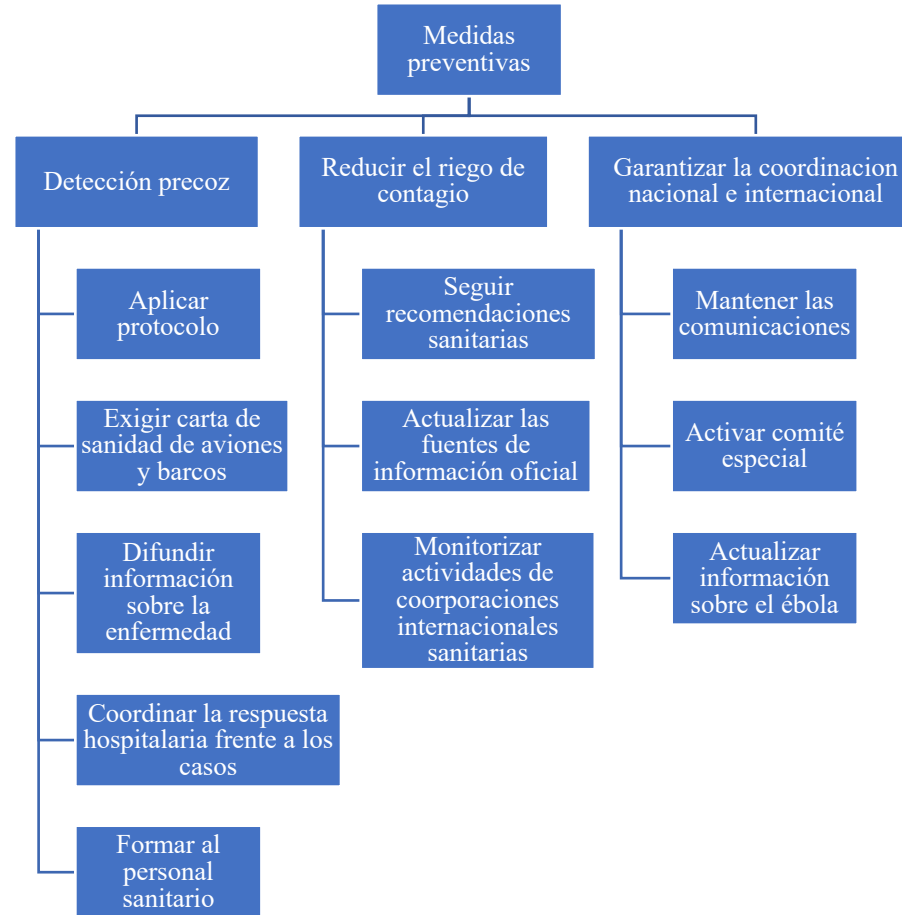 Medidas
preventivas
Detección precoz
Aplicar
protocolo
Exigir carta de
sanidad de aviones
y barcos
Difundir
información
sobre la
enfermedad
Coordinar la respuesta
hospitalaria frente a los
casos
Formar al
personal
sanitario
Reducir el riego de
contagio
Seguir
recomendaciones
sanitarias
Actualizar las
fuentes de
información oficial
Monitorizar
actividades de
coorporaciones
internacionales
sanitarias
Garantizar la coordinacion
nacional e internacional
Mantener las
comunicaciones
Activar comité
especial
Actualizar
información
sobre el ébola